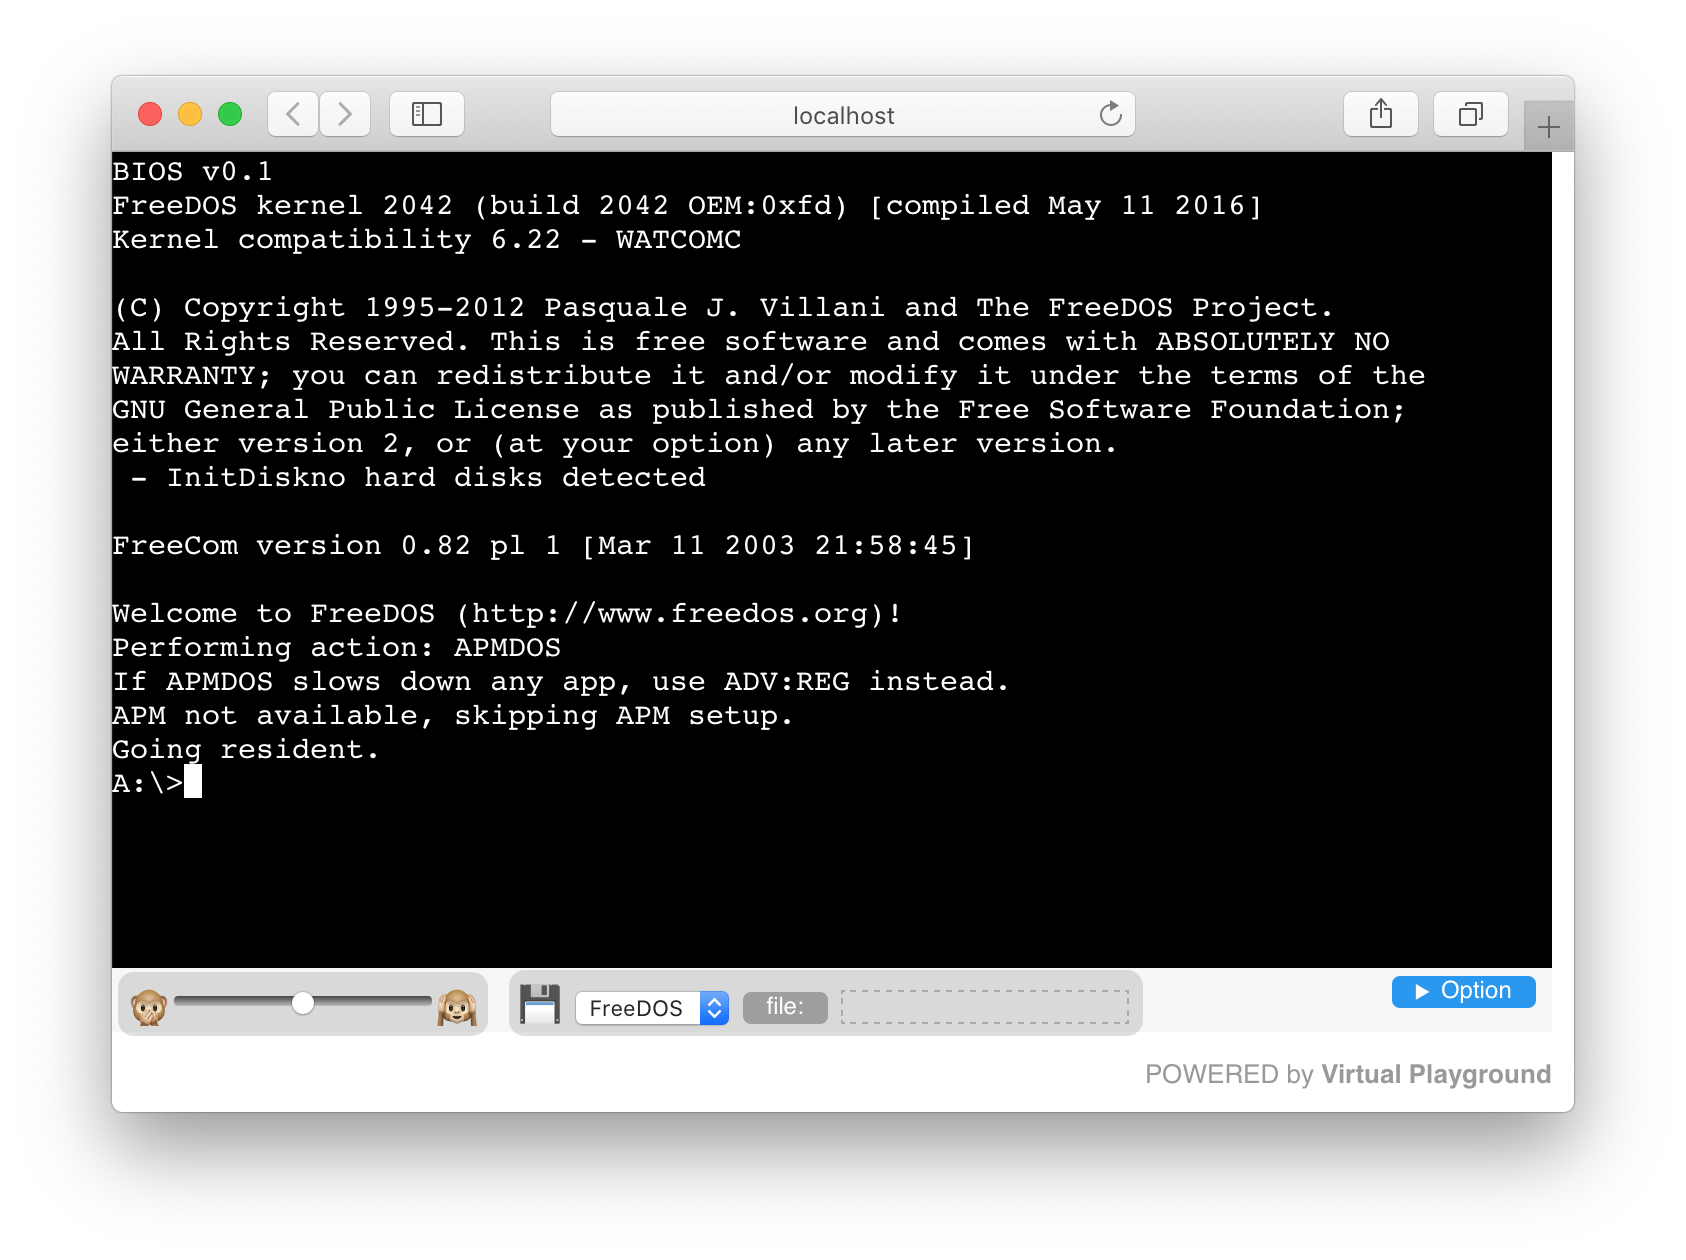 localhost
BIOS v0.1
FreeDOS kernel 2042 (build 2042 OEM:0xfd) [compiled May 11 2016]
Kernel compatibility 6.22 – WATCOMC
(C) Copyright 1995–2012 Pasquale J. Villani and The FreeDOS Project.
All Rights Reserved. This is free software and comes with ABSOLUTELY NO
WARRANTY; you can redistribute it and/or modify it under the terms of the
GNU General Public License as published by the Free Software Foundation;
either version 2, or (at your option) any later version.
– InitDiskno hard disks detected
FreeCom version 0.82 pl 1 [Mar 11 2003 21:58:45]
Welcome to FreeDOS (http://www.freedos.org)!
Performing action: APMDOS
If APMDOS slows down any app, use ADV:REG instead.
APM not available, skipping APM setup.
Going resident.
A:\>
FreeDOS file: Option
POWERED by Virtual Playground